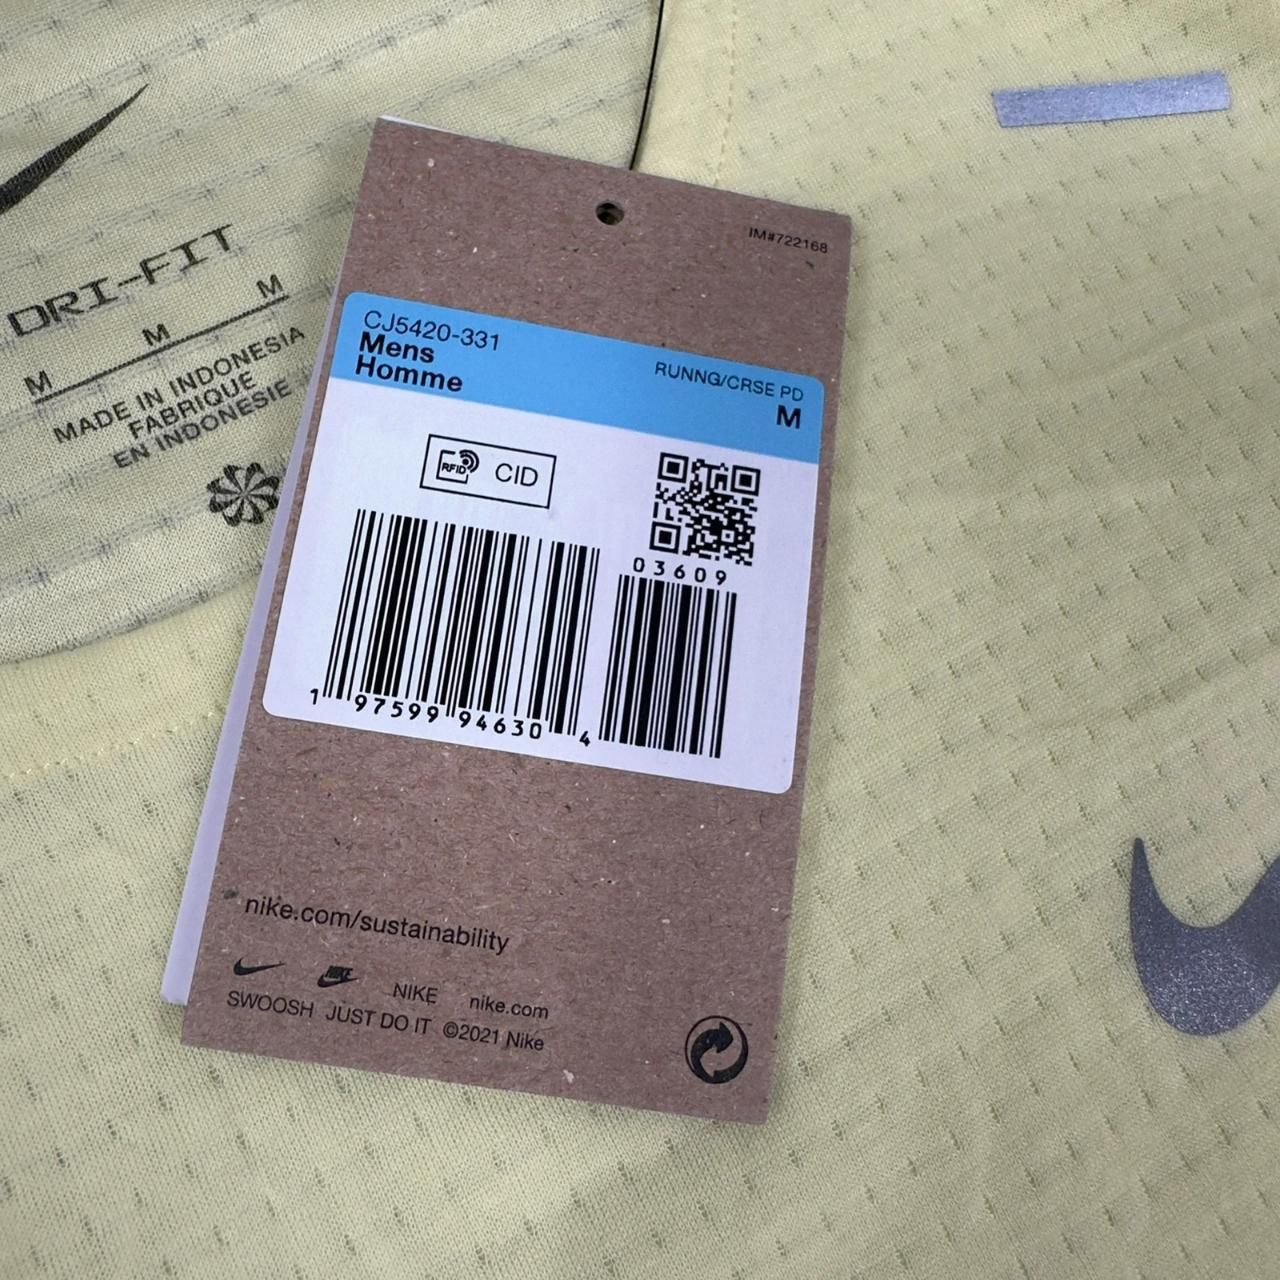 DRI-FIT
M M M
MADE IN INDONESIA
FABRIQUE
EN INDONESIE
IM#722168
CJ5420-331
Mens
Homme
RUNNG/CRSE PD
M
RFID CID
03609
1 97599 94630 4
nike.com/sustainability
NIKE NIKE nike.com
SWOOSH JUST DO IT ©2021 Nike